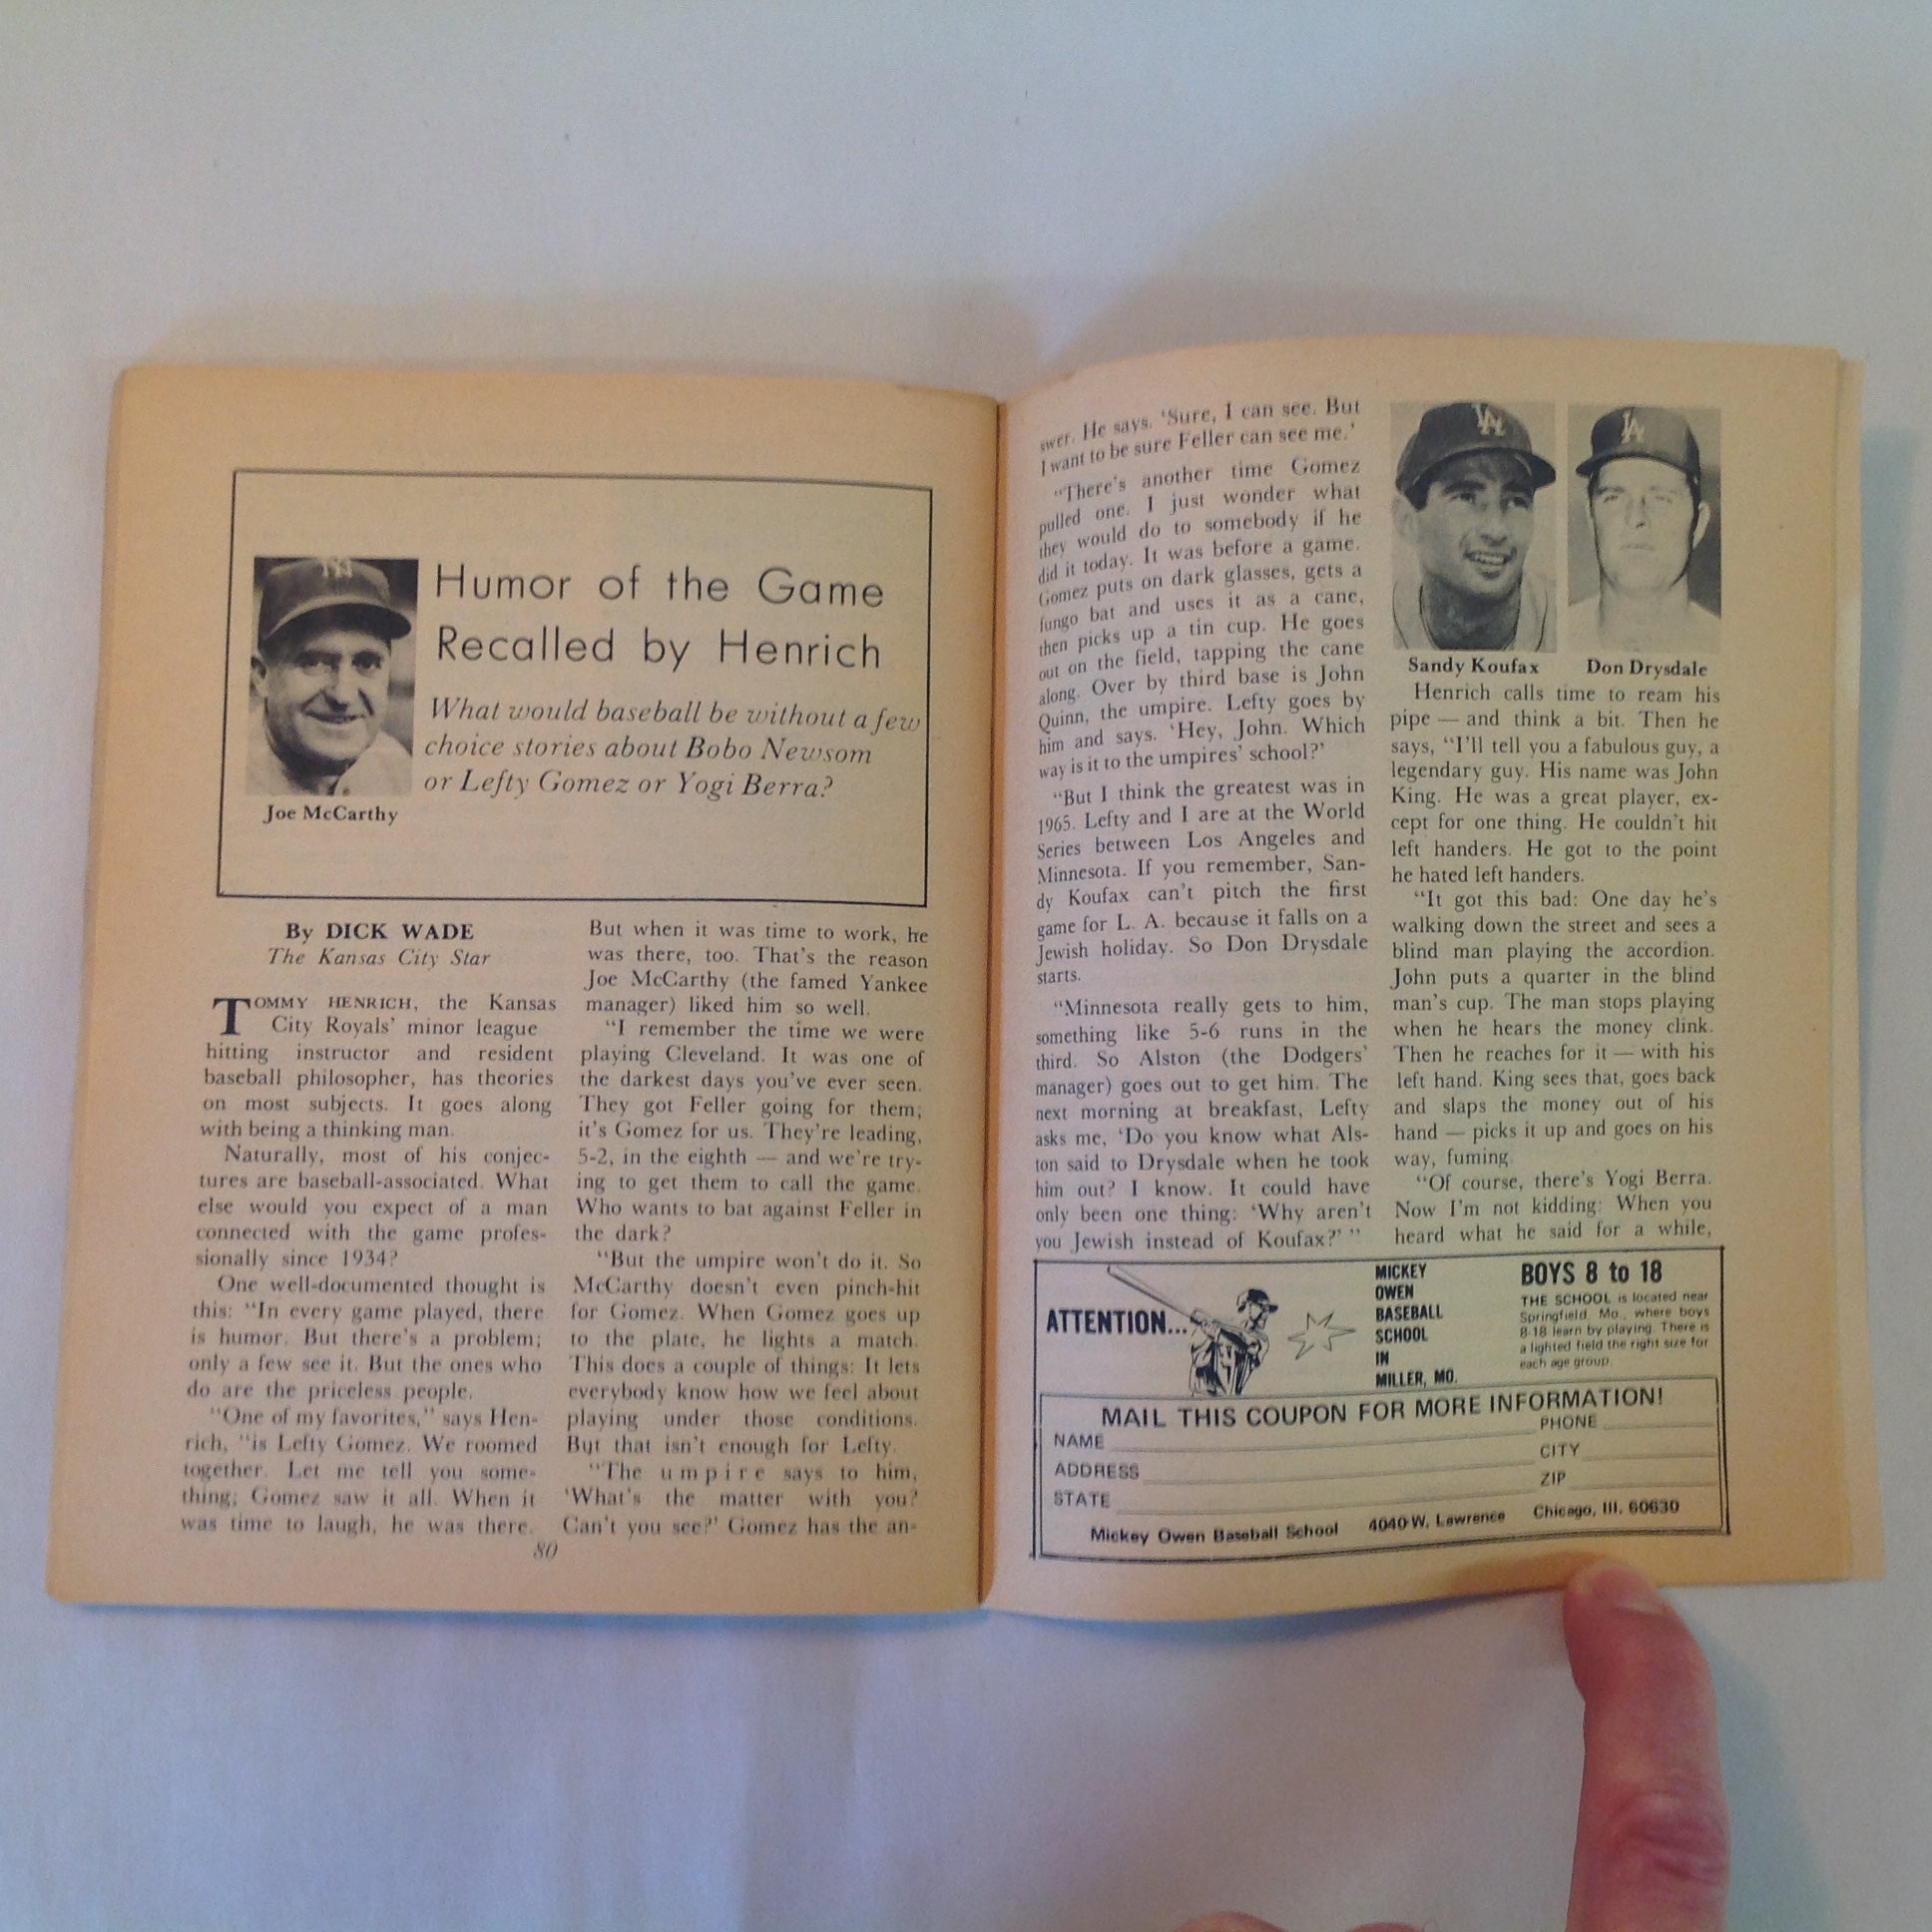 Humor of the Game
Recalled by Henrich
What would baseball be without a few
choice stories about Bobo Newsom
or Lefty Gomez or Yogi Berra?
NY
Joe McCarthy
By DICK WADE
The Kansas City Star
TOMMY HENRICH, the Kansas
City Royals' minor league
hitting instructor and resident
baseball philosopher, has theories
on most subjects. It goes along
with being a thinking man.
Naturally, most of his conjec-
tures are baseball-associated. What
else would you expect of a man
connected with the game profes-
sionally since 1934?
One well-documented thought is
this: "In every game played, there
is humor. But there's a problem;
only a few see it. But the ones who
do are the priceless people.
"One of my favorites," says Hen-
rich, "is Lefty Gomez. We roomed
together. Let me tell you some-
thing; Gomez saw it all. When it
was time to laugh, he was there.
But when it was time to work, he
was there, too. That's the reason
Joe McCarthy (the famed Yankee
manager) liked him so well.
"I remember the time we were
playing Cleveland. It was one of
the darkest days you've ever seen.
They got Feller going for them;
it's Gomez for us. They're leading,
5-2, in the eighth — and we're try-
ing to get them to call the game.
Who wants to bat against Feller in
the dark?
"But the umpire won't do it. So
McCarthy doesn't even pinch-hit
for Gomez. When Gomez goes up
to the plate, he lights a match.
This does a couple of things: It lets
everybody know how we feel about
playing under those conditions.
But that isn't enough for Lefty.
"The umpire says to him,
'What's the matter with you?
Can't you see?' Gomez has the an-
80
swer. He says. 'Sure, I can see. But
I want to be sure Feller can see me.'
"There's another time Gomez
pulled one. I just wonder what
they would do to somebody if he
did it today. It was before a game.
Gomez puts on dark glasses, gets a
fungo bat and uses it as a cane,
then picks up a tin cup. He goes
out on the field, tapping the cane
along. Over by third base is John
Quinn, the umpire. Lefty goes by
him and says. 'Hey, John. Which
way is it to the umpires' school?'
"But I think the greatest was in
1965. Lefty and I are at the World
Series between Los Angeles and
Minnesota. If you remember, San-
dy Koufax can't pitch the first
game for L. A. because it falls on a
Jewish holiday. So Don Drysdale
starts.
"Minnesota really gets to him,
something like 5-6 runs in the
third. So Alston (the Dodgers'
manager) goes out to get him. The
next morning at breakfast, Lefty
asks me, 'Do you know what Als-
ton said to Drysdale when he took
him out? I know. It could have
only been one thing: 'Why aren't
you Jewish instead of Koufax?' "
LA
LA
Sandy Koufax Don Drysdale
Henrich calls time to ream his
pipe — and think a bit. Then he
says, "I'll tell you a fabulous guy, a
legendary guy. His name was John
King. He was a great player, ex-
cept for one thing. He couldn't hit
left handers. He got to the point
he hated left handers.
"It got this bad: One day he's
walking down the street and sees a
blind man playing the accordion.
John puts a quarter in the blind
man's cup. The man stops playing
when he hears the money clink.
Then he reaches for it — with his
left hand. King sees that, goes back
and slaps the money out of his
hand — picks it up and goes on his
way, fuming.
"Of course, there's Yogi Berra.
Now I'm not kidding: When you
heard what he said for a while,
ATTENTION...
MICKEY
OWEN
BASEBALL
SCHOOL
IN
MILLER, MO.
BOYS 8 to 18
THE SCHOOL is located near
Springfield, Mo., where boys
8-18 learn by playing. There is
a lighted field the right size for
each age group.
MAIL THIS COUPON FOR MORE INFORMATION!
NAME PHONE
ADDRESS CITY
STATE ZIP
Mickey Owen Baseball School 4040 W. Lawrence Chicago, Ill. 60630